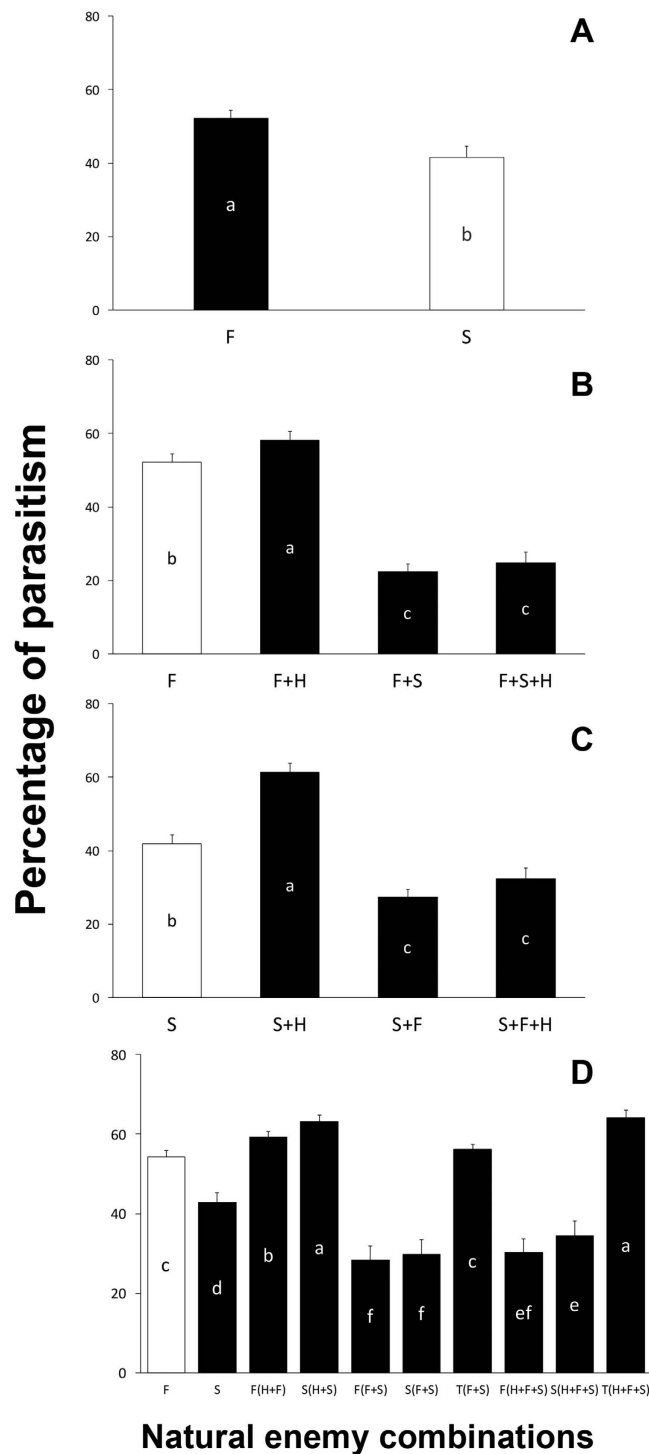 Percentage of parasitism
A
80
60
40
20
0
a
b
F S
B
80
60
40
20
0
b
a
c
c
F F+H F+S F+S+H
C
80
60
40
20
0
b
a
c
c
S S+H S+F S+F+H
D
80
60
40
20
0
c
d
b
a
f
f
c
ef
e
a
F S F(H+F) S(H+S) F(F+S) S(F+S) T(F+S) F(H+F+S) S(H+F+S) T(H+F+S)
Natural enemy combinations